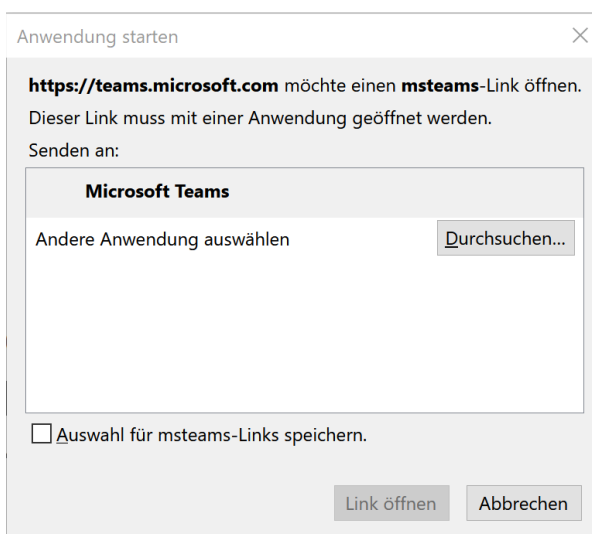 Anwendung starten
https://teams.microsoft.com möchte einen msteams-Link öffnen.
Dieser Link muss mit einer Anwendung geöffnet werden.
Senden an:
Microsoft Teams
Andere Anwendung auswählen
Durchsuchen...
Auswahl für msteams-Links speichern.
Link öffnen
Abbrechen